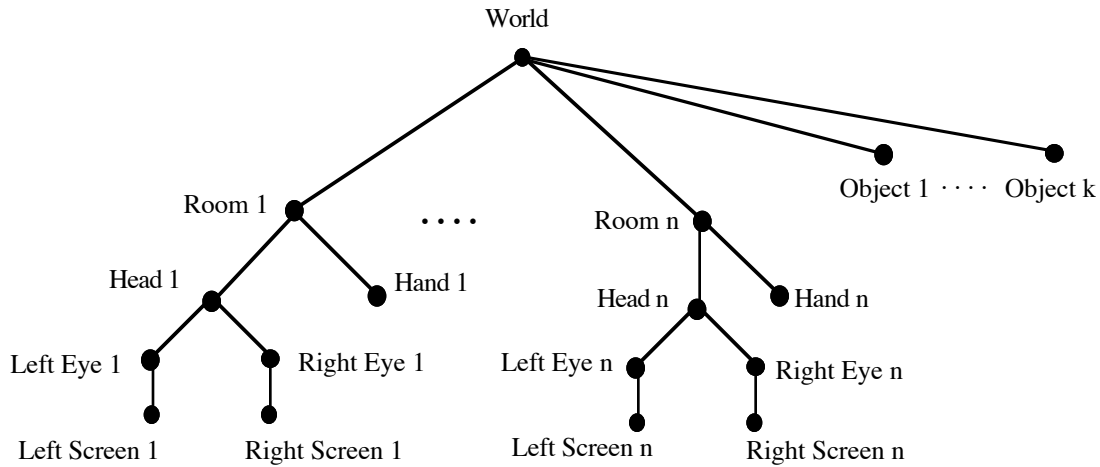 World
Object 1 · · · · Object k
Room 1
. . . .
Room n
Head 1
Hand 1
Head n
Hand n
Left Eye 1
Right Eye 1
Left Eye n
Right Eye n
Left Screen 1
Right Screen 1
Left Screen n
Right Screen n